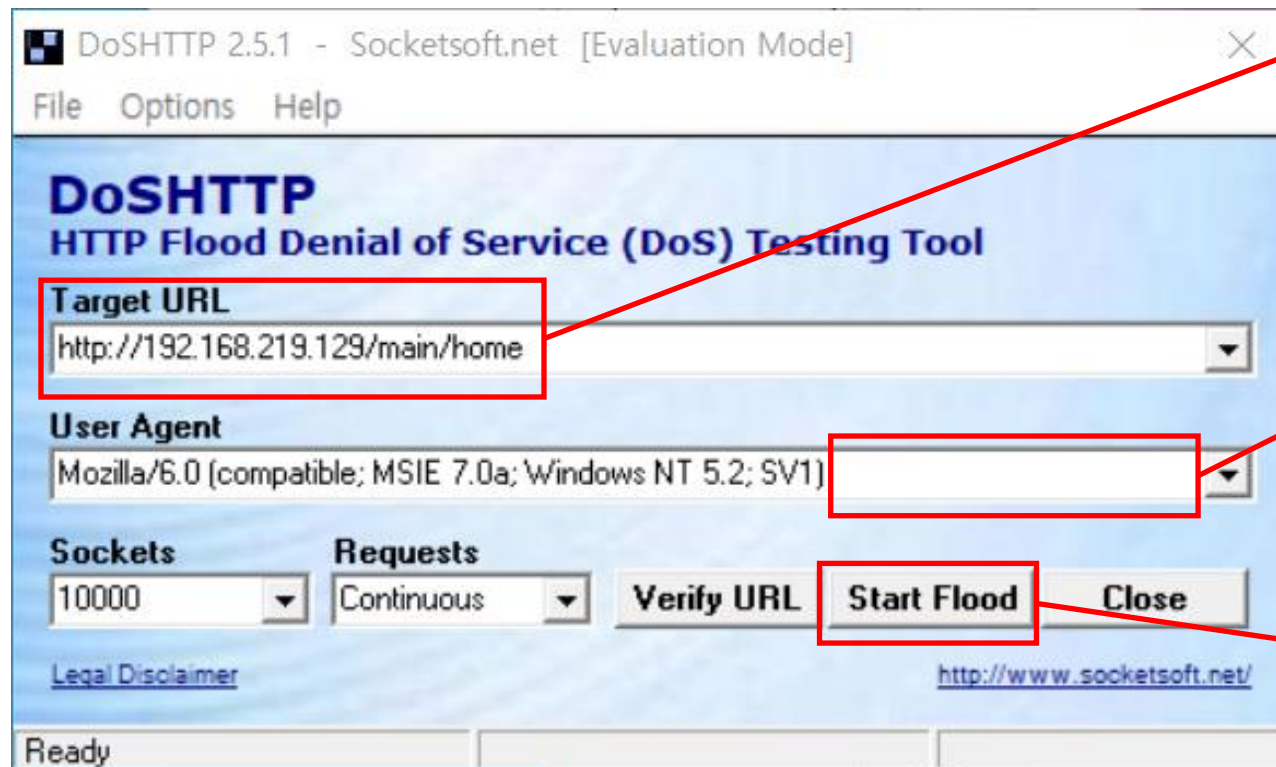 DoSHTTP 2.5.1 - Socketsoft.net [Evaluation Mode]
File Options Help
DoSHTTP
HTTP Flood Denial of Service (DoS) Testing Tool
Target URL
http://192.168.219.129/main/home
User Agent
Mozilla/6.0 (compatible; MSIE 7.0a; Windows NT 5.2; SV1)
Sockets Requests
10000 Continuous Verify URL Start Flood Close
Legal Disclaimer http://www.socketsoft.net/
Ready